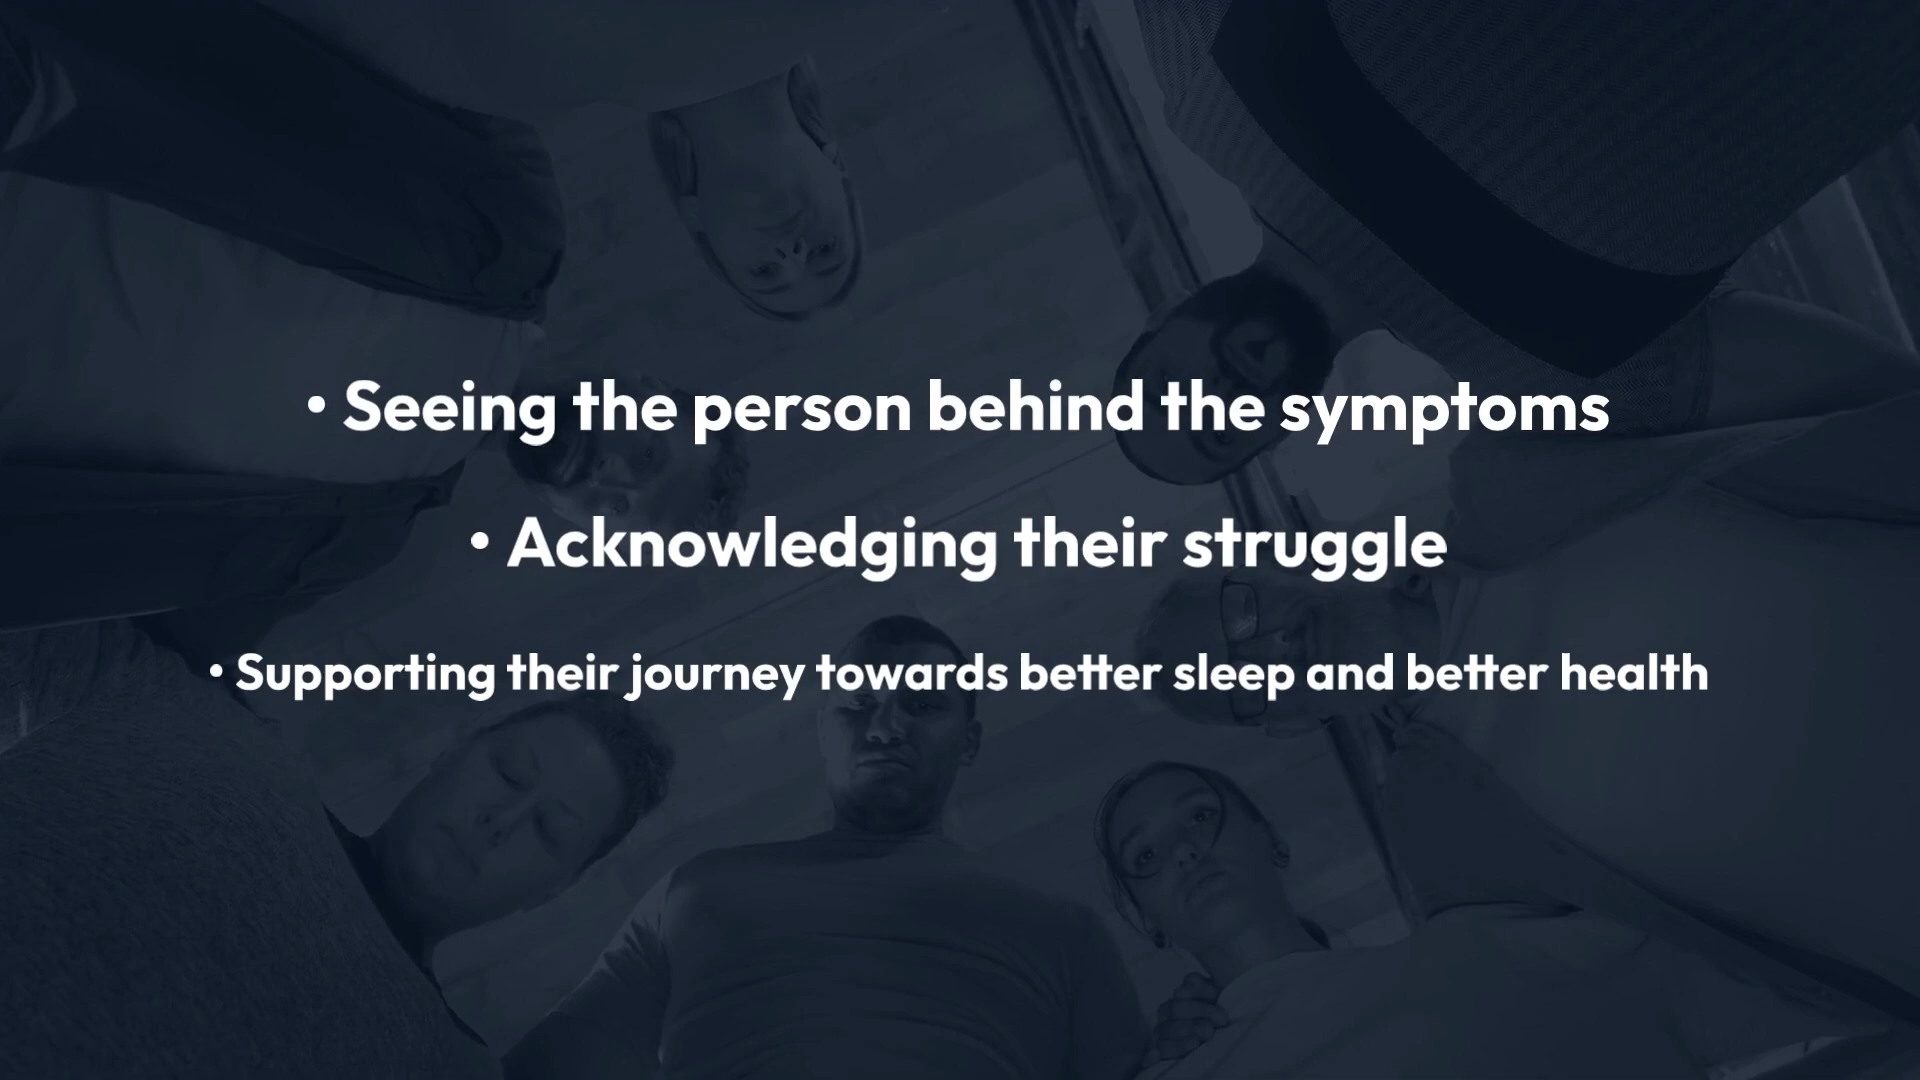 • Seeing the person behind the symptoms
• Acknowledging their struggle
• Supporting their journey towards better sleep and better health